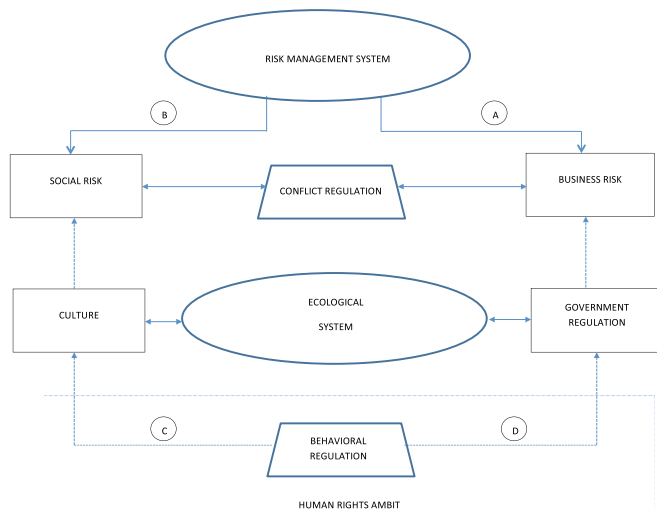 RISK MANAGEMENT SYSTEM
B
A
SOCIAL RISK
CONFLICT REGULATION
BUSINESS RISK
CULTURE
ECOLOGICAL
SYSTEM
GOVERNMENT
REGULATION
C
D
BEHAVIORAL
REGULATION
HUMAN RIGHTS AMBIT